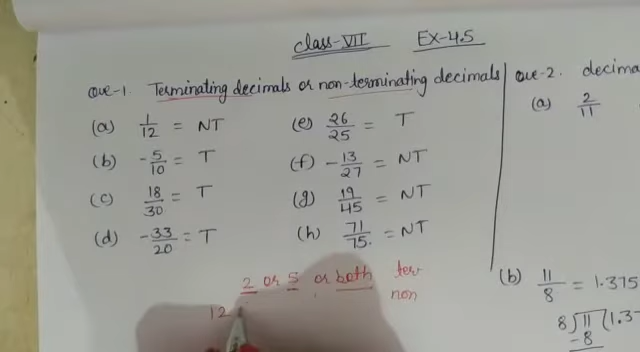 Class-VII EX-4.5
Que-1. Terminating decimals or non-terminating decimals
(a) 1/12 = NT
(b) -5/10 = T
(c) 18/30 = T
(d) -33/20 = T
(e) 26/25 = T
(f) -13/27 = NT
(g) 19/45 = NT
(h) 71/75. = NT
2 or 5 or both ter
non
12
Que-2. decima
(a) 2/11
(b) 11/8 = 1.375
8 11 (1.37
-8